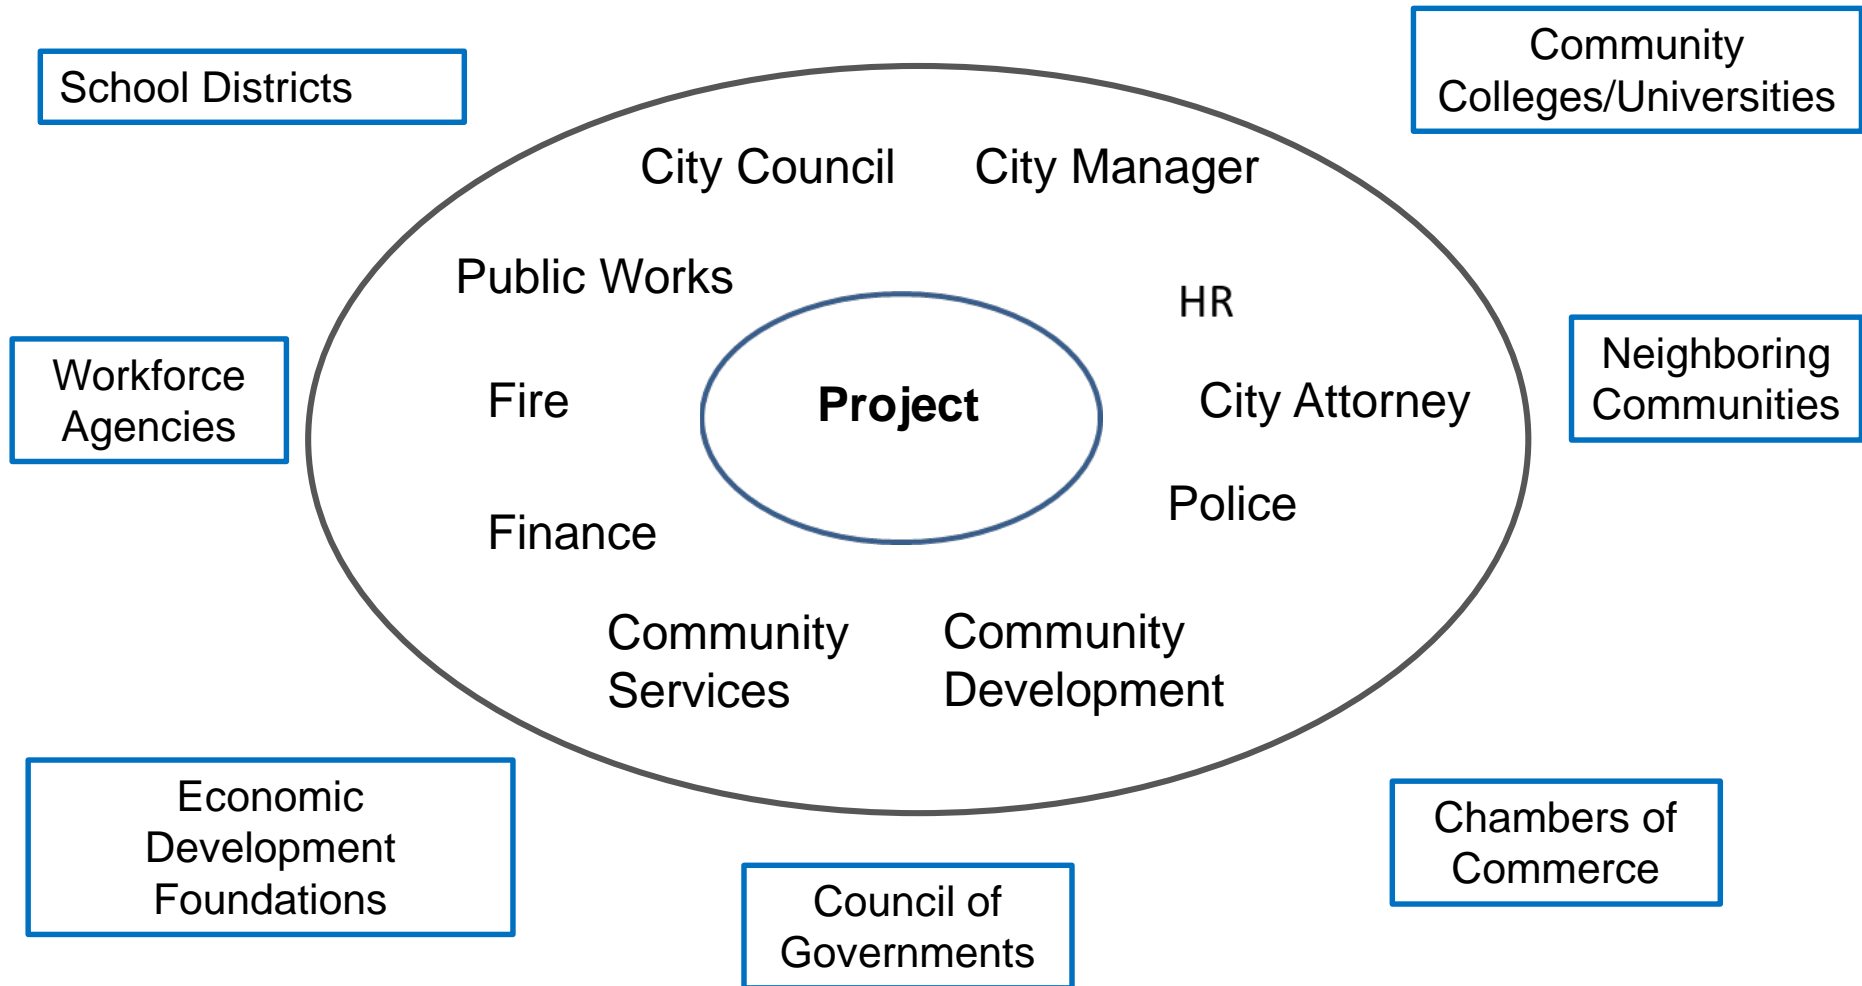 School Districts
Community
Colleges/Universities
City Council
City Manager
Public Works
HR
Workforce
Agencies
Fire
Project
City Attorney
Neighboring
Communities
Finance
Police
Community
Services
Community
Development
Economic
Development
Foundations
Council of
Governments
Chambers of
Commerce